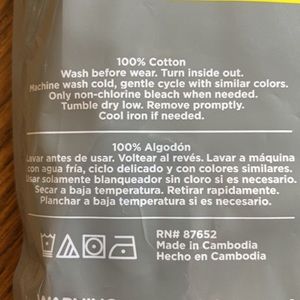 100% Cotton
Wash before wear. Turn inside out.
Machine wash cold, gentle cycle with similar colors.
Only non-chlorine bleach when needed.
Tumble dry low. Remove promptly.
Cool iron if needed.
100% Algodón
Lavar antes de usar. Voltear al revés. Lavar a máquina
con agua fría, ciclo delicado y con colores similares.
Usar solamente blanqueador sin cloro si es necesario.
Secar a baja temperatura. Retirar rapidamente.
Planchar a baja temperatura si es necesario.
RN# 87652
Made in Cambodia
Hecho en Cambodia
WARNING